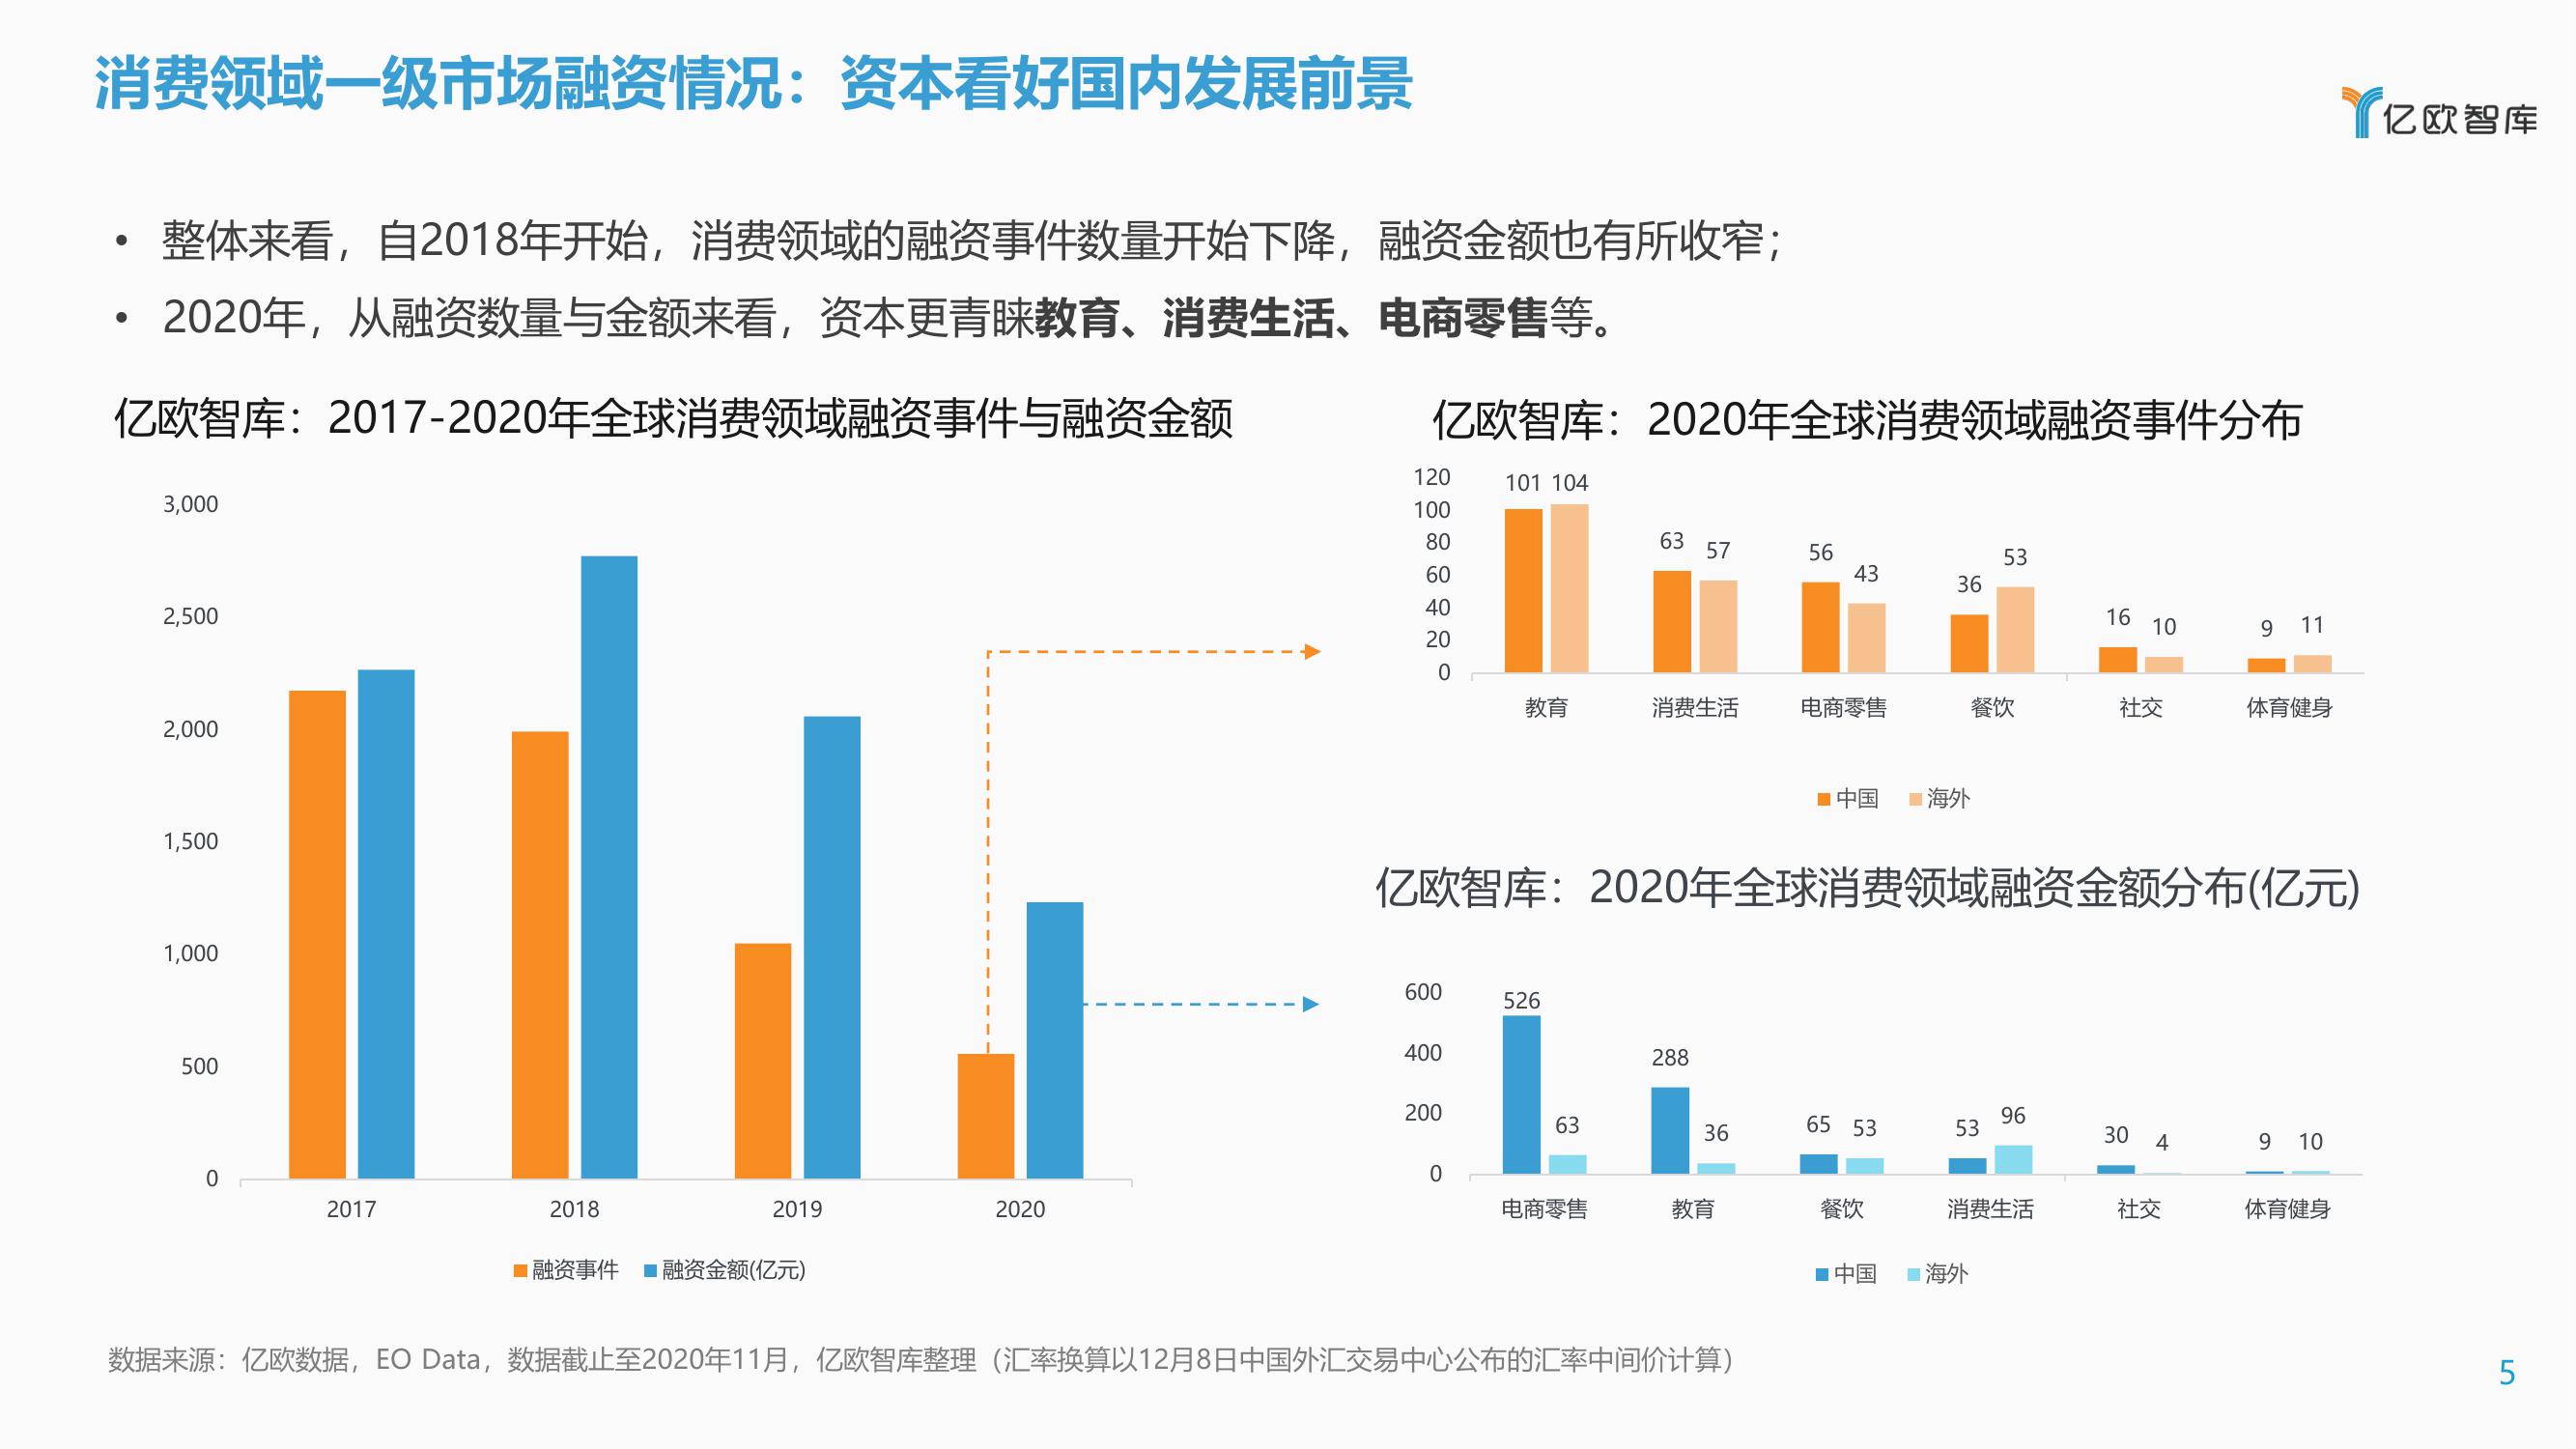 消费领域一级市场融资情况：资本看好国内发展前景
亿欧智库
• 整体来看，自2018年开始，消费领域的融资事件数量开始下降，融资金额也有所收窄；
• 2020年，从融资数量与金额来看，资本更青睐教育、消费生活、电商零售等。
亿欧智库：2017-2020年全球消费领域融资事件与融资金额
3,000
2,500
2,000
1,500
1,000
500
0
2017 2018 2019 2020
融资事件 融资金额(亿元)
亿欧智库：2020年全球消费领域融资事件分布
120
100
80
60
40
20
0
101 104 63 57 56 43 36 53 16 10 9 11
教育 消费生活 电商零售 餐饮 社交 体育健身
中国 海外
亿欧智库：2020年全球消费领域融资金额分布(亿元)
600
400
200
0
526 63 288 36 65 53 53 96 30 4 9 10
电商零售 教育 餐饮 消费生活 社交 体育健身
中国 海外
数据来源：亿欧数据，EO Data，数据截止至2020年11月，亿欧智库整理（汇率换算以12月8日中国外汇交易中心公布的汇率中间价计算）
5